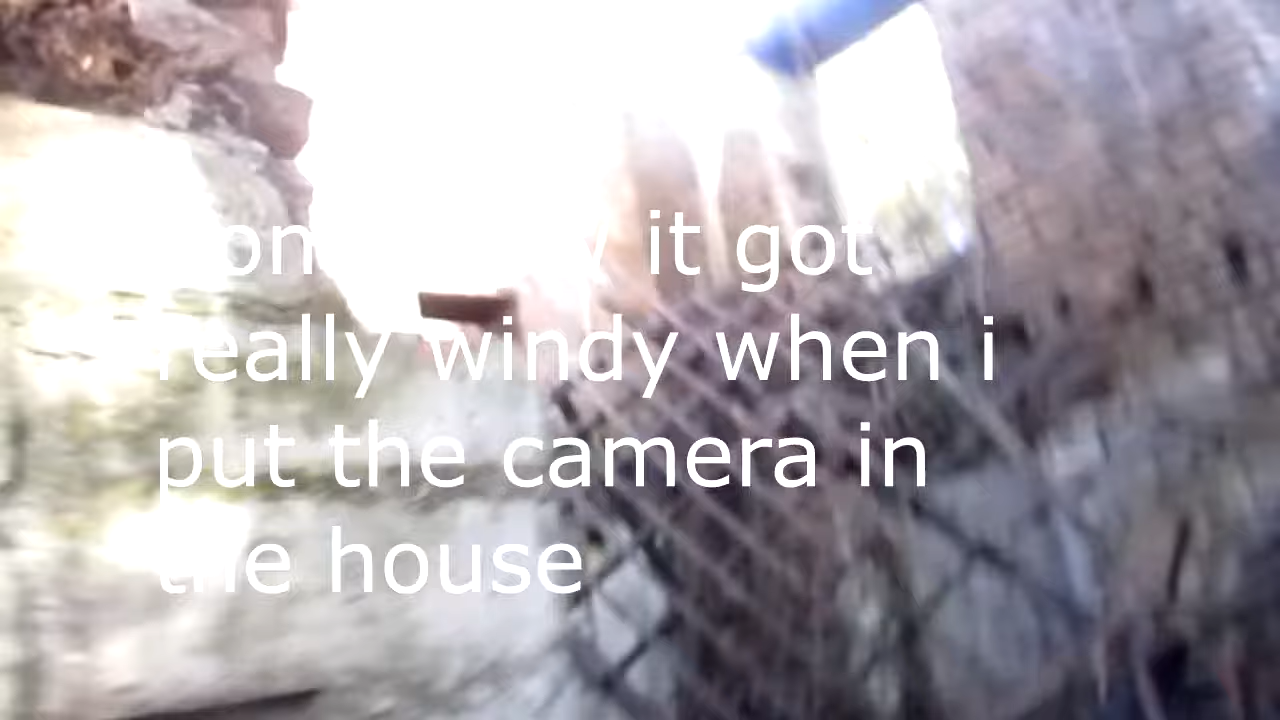 it got
really windy when i
put the camera in
the house